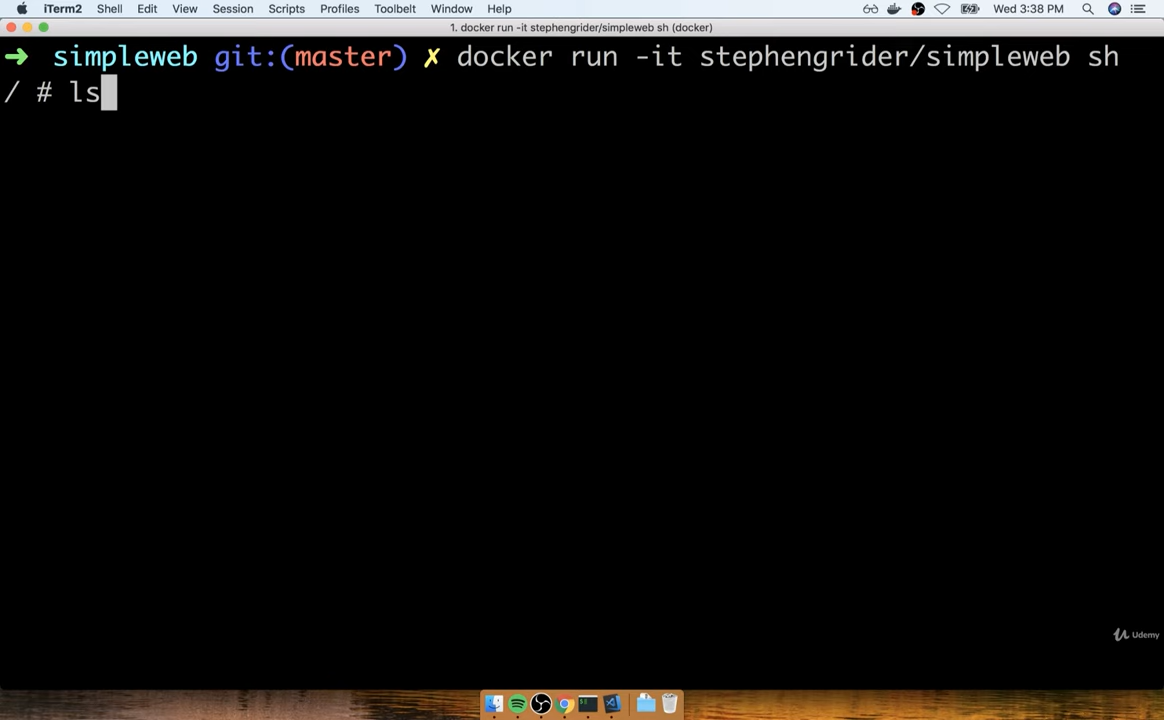 iTerm2 Shell Edit View Session Scripts Profiles Toolbelt Window Help Wed 3:38 PM
1. docker run -it stephengrider/simpleweb sh (docker)
➜ simpleweb git:(master) ✗ docker run -it stephengrider/simpleweb sh
/ # ls
Udemy